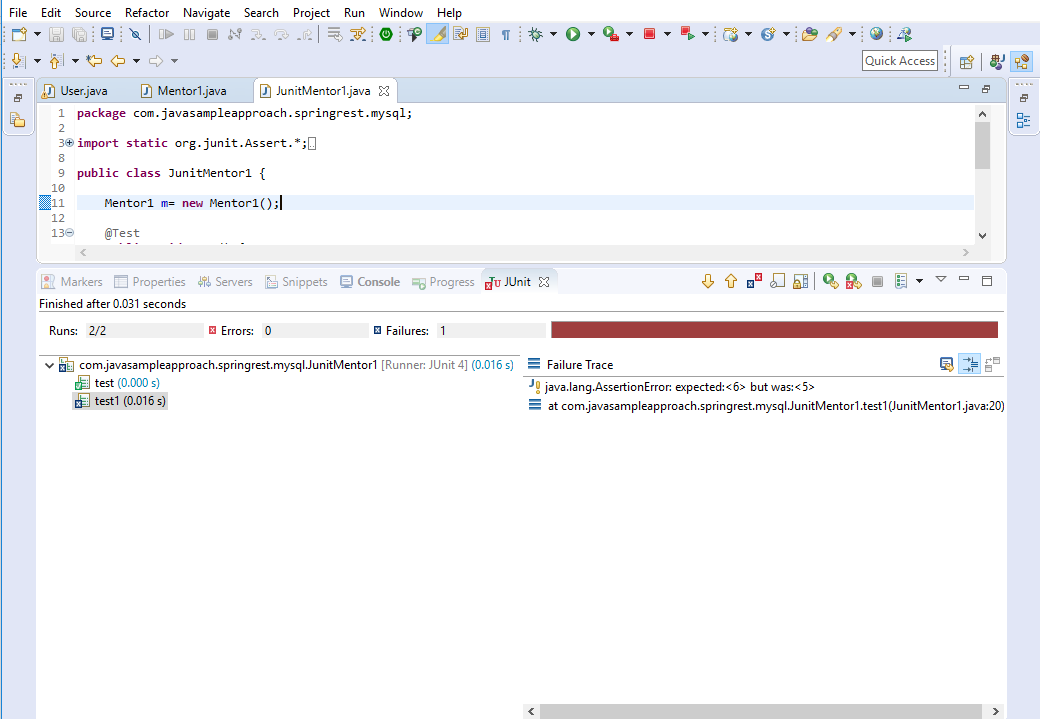 File Edit Source Refactor Navigate Search Project Run Window Help
Quick Access
User.java Mentor1.java JunitMentor1.java
1 package com.javasampleapproach.springrest.mysql;
2
3 import static org.junit.Assert.*;
8
9 public class JunitMentor1 {
10
11 Mentor1 m= new Mentor1();
12
13 @Test
Markers Properties Servers Snippets Console Progress JUnit
Finished after 0.031 seconds
Runs: 2/2 Errors: 0 Failures: 1
com.javasampleapproach.springrest.mysql.JunitMentor1 [Runner: JUnit 4] (0.016 s)
test (0.000 s)
test1 (0.016 s)
Failure Trace
java.lang.AssertionError: expected:<6> but was:<5>
at com.javasampleapproach.springrest.mysql.JunitMentor1.test1(JunitMentor1.java:20)